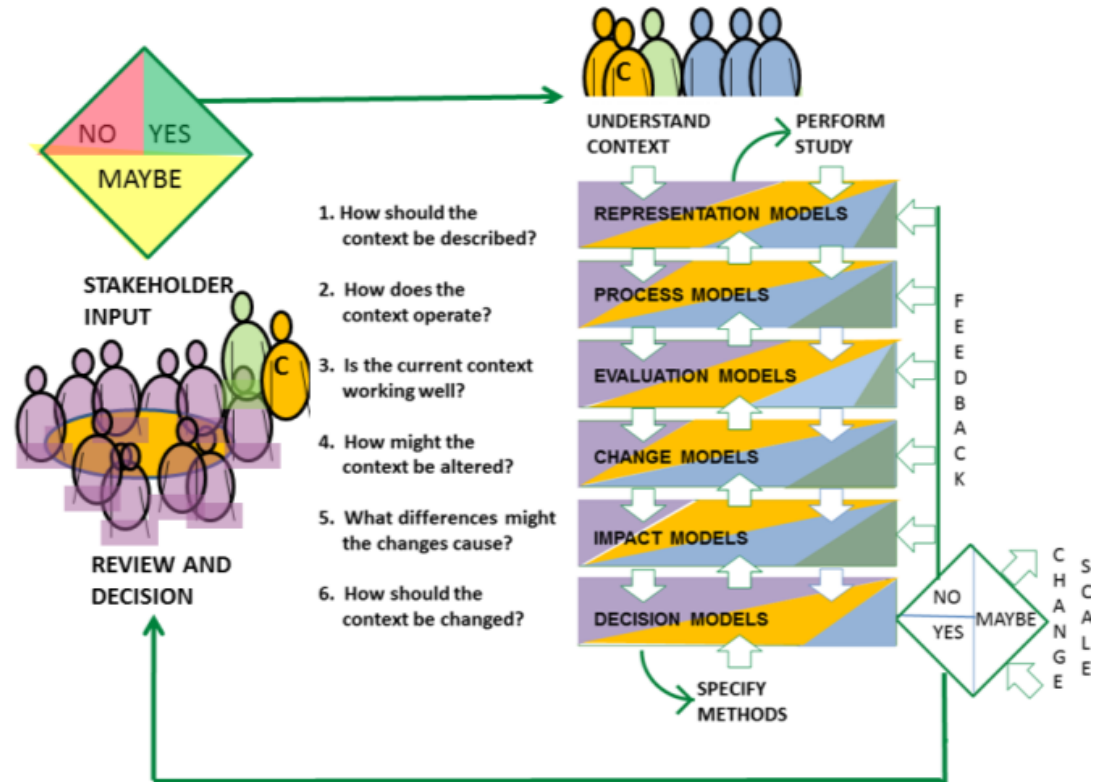 C
UNDERSTAND
CONTEXT
PERFORM
STUDY
NO
YES
MAYBE
STAKEHOLDER
INPUT
C
REVIEW AND
DECISION
1. How should the
context be described?
2. How does the
context operate?
3. Is the current context
working well?
4. How might the
context be altered?
5. What differences might
the changes cause?
6. How should the
context be changed?
REPRESENTATION MODELS
PROCESS MODELS
EVALUATION MODELS
CHANGE MODELS
IMPACT MODELS
DECISION MODELS
SPECIFY
METHODS
FEEDBACK
NO
YES
MAYBE
CHANGE
SCALE